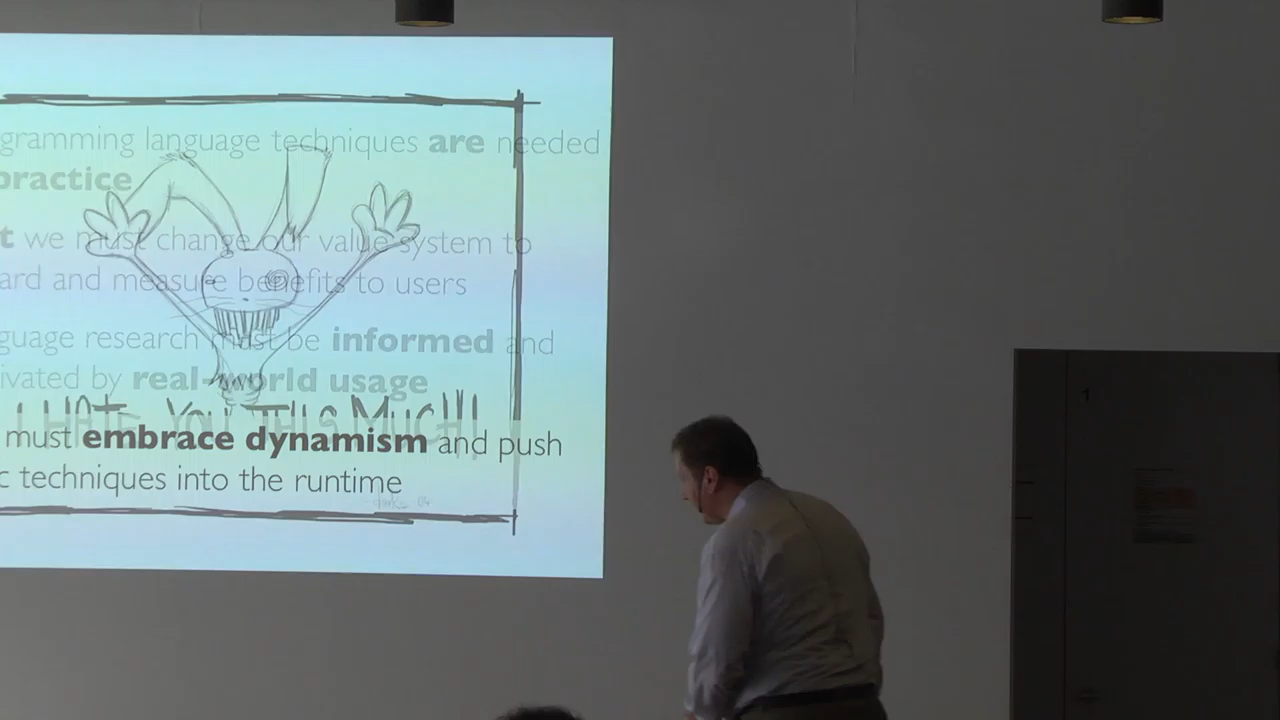 gramming language techniques are needed
practice
t we must change our value system to
ard and measure benefits to users
guage research must be informed and
ivated by real-world usage
I HATE YOU THIS MUCH!!
must embrace dynamism and push
c techniques into the runtime
1